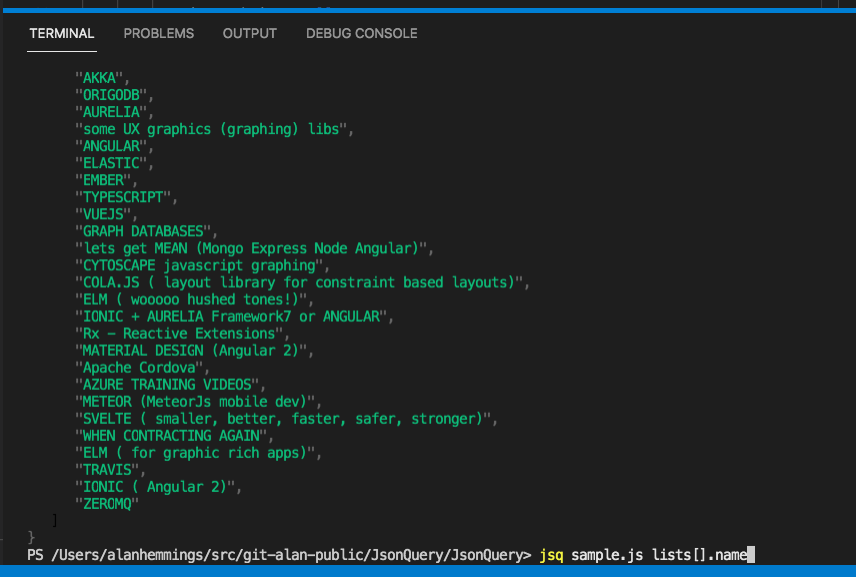 TERMINAL PROBLEMS OUTPUT DEBUG CONSOLE
"AKKA",
"ORIGODB",
"AURELIA",
"some UX graphics (graphing) libs",
"ANGULAR",
"ELASTIC",
"EMBER",
"TYPESCRIPT",
"VUEJS",
"GRAPH DATABASES",
"lets get MEAN (Mongo Express Node Angular)",
"CYTOSCAPE javascript graphing",
"COLA.JS ( layout library for constraint based layouts)",
"ELM ( wooooo hushed tones!)",
"IONIC + AURELIA Framework7 or ANGULAR",
"Rx – Reactive Extensions",
"MATERIAL DESIGN (Angular 2)",
"Apache Cordova",
"AZURE TRAINING VIDEOS",
"METEOR (MeteorJs mobile dev)",
"SVELTE ( smaller, better, faster, safer, stronger)",
"WHEN CONTRACTING AGAIN",
"ELM ( for graphic rich apps)",
"TRAVIS",
"IONIC ( Angular 2)",
"ZEROMQ"
]
}
PS /Users/alanhemmings/src/git-alan-public/JsonQuery/JsonQuery> jsq sample.js lists[].name